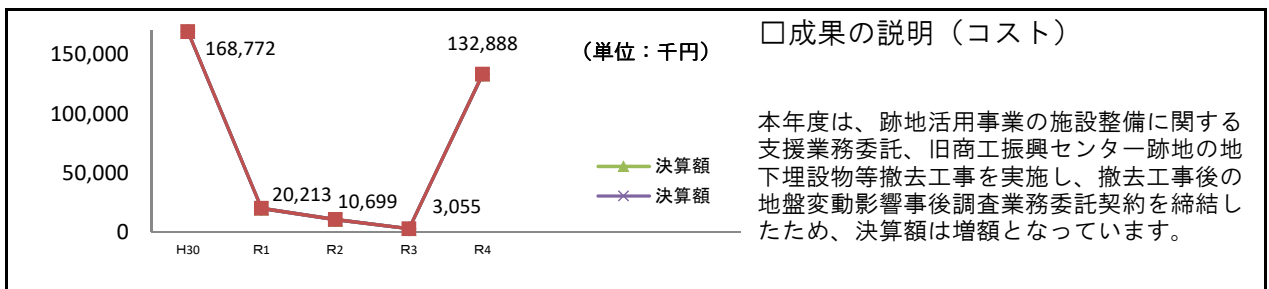 150,000
100,000
50,000
0
168,772
20,213
10,699
3,055
132,888
H30
R1
R2
R3
R4
（単位：千円）
決算額
決算額
□成果の説明（コスト）
本年度は、跡地活用事業の施設整備に関する
支援業務委託、旧商工振興センター跡地の地
下埋設物等撤去工事を実施し、撤去工事後の
地盤変動影響事後調査業務委託契約を締結し
たため、決算額は増額となっています。